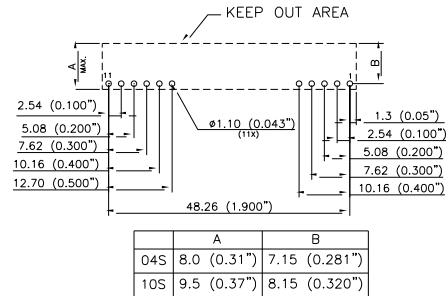 KEEP OUT AREA
A
MAX.
B
11
1
2.54 (0.100")
5.08 (0.200")
7.62 (0.300")
10.16 (0.400")
12.70 (0.500")
ø1.10 (0.043")
(11X)
1.3 (0.05")
2.54 (0.100")
5.08 (0.200")
7.62 (0.300")
10.16 (0.400")
48.26 (1.900")
A B
04S 8.0 (0.31") 7.15 (0.281")
10S 9.5 (0.37") 8.15 (0.320")